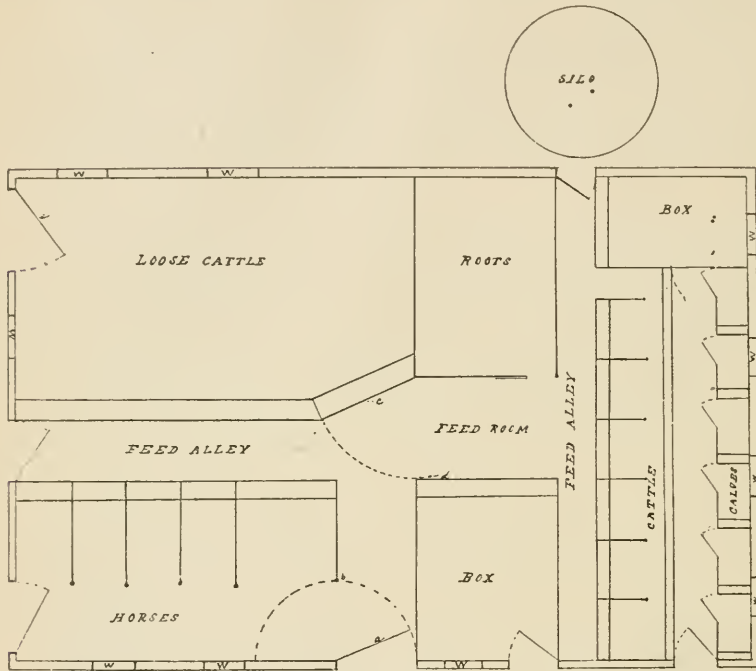 SILO
W
W
BOX
W
LOOSE CATTLE
ROOTS
W
W
c
FEED ALLEY
FEED ROOM
FEED ALLEY
d
CATTLE
CALVES
W
b
BOX
HORSES
W
a
W
W
W